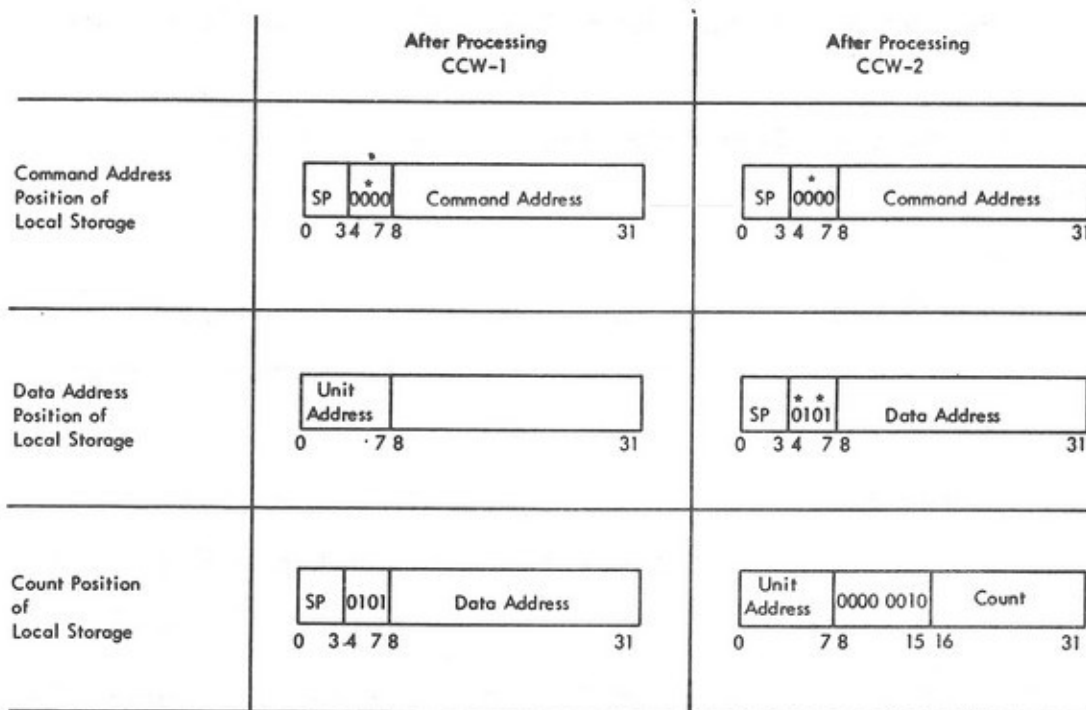 After Processing
CCW-1
After Processing
CCW-2
Command Address
Position of
Local Storage
*
SP 0000 Command Address
0 3 4 7 8 31
*
SP 0000 Command Address
0 3 4 7 8 31
Data Address
Position of
Local Storage
Unit
Address
0 7 8 31
* *
SP 0101 Data Address
0 3 4 7 8 31
Count Position
of
Local Storage
SP 0101 Data Address
0 3 4 7 8 31
Unit
Address 0000 0010 Count
0 7 8 15 16 31